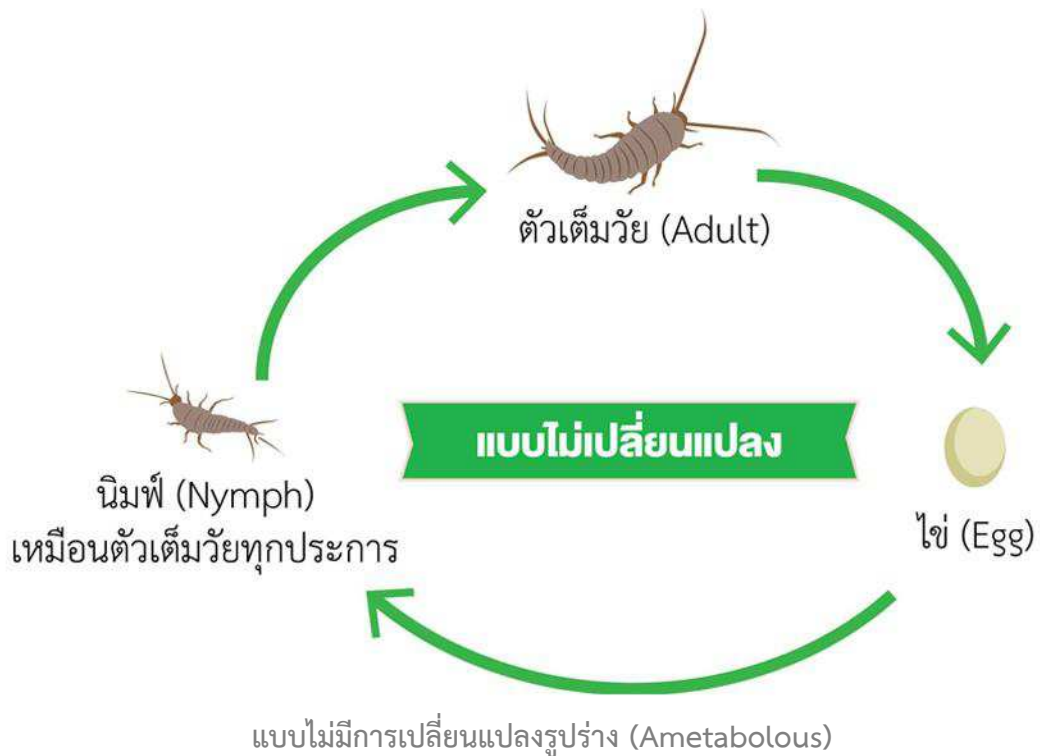 ตัวเต็มวัย (Adult)
แบบไม่เปลี่ยนแปลง
นิมฟ์ (Nymph)
เหมือนตัวเต็มวัยทุกประการ
ไข่ (Egg)
แบบไม่มีการเปลี่ยนแปลงรูปร่าง (Ametabolous)